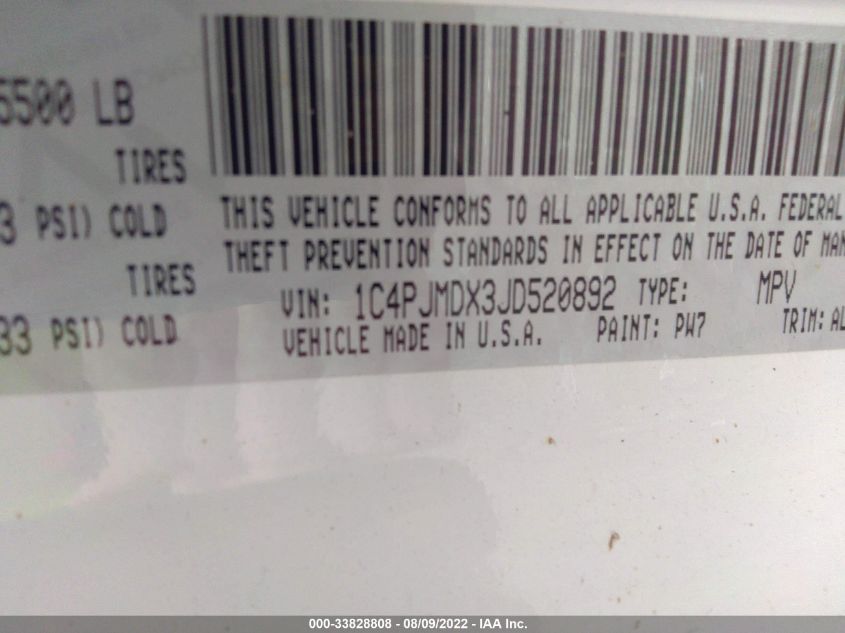 5500 LB
TIRES
3 PSI) COLD
TIRES
33 PSI) COLD
THIS VEHICLE CONFORMS TO ALL APPLICABLE U.S.A. FEDERAL
THEFT PREVENTION STANDARDS IN EFFECT ON THE DATE OF MAN
VIN: 1C4PJMDX3JD520892 TYPE: MPV
VEHICLE MADE IN U.S.A. PAINT: PW7 TRIM: AL
000-33828808 - 08/09/2022 - IAA Inc.